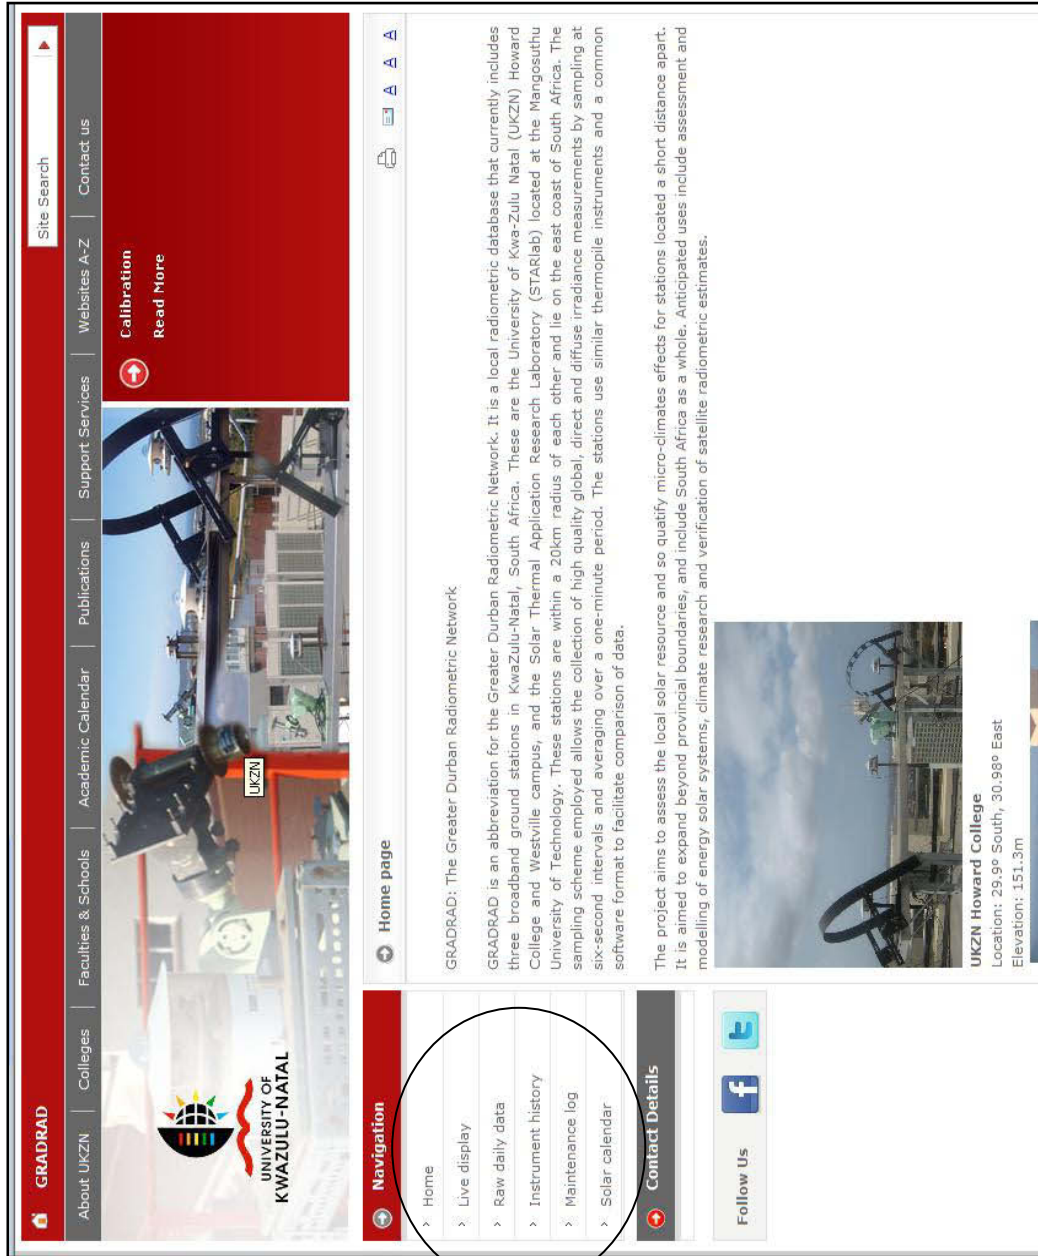 GRADRAD
Site Search
About UKZN
Colleges
Faculties & Schools
Academic Calendar
Publications
Support Services
Websites A-Z
Contact us
UNIVERSITY OF
KWAZULU-NATAL
UKZN
Calibration
Read More
Navigation
> Home
> Live display
> Raw daily data
> Instrument history
> Maintenance log
> Solar calendar
Contact Details
Follow Us
Home page
A A A
GRADRAD: The Greater Durban Radiometric Network
GRADRAD is an abbreviation for the Greater Durban Radiometric Network. It is a local radiometric database that currently includes
three broadband ground stations in KwaZulu-Natal, South Africa. These are the University of Kwa-Zulu Natal (UKZN) Howard
College and Westville campus, and the Solar Thermal Application Research Laboratory (STARlab) located at the Mangosuthu
University of Technology. These stations are within a 20km radius of each other and lie on the east coast of South Africa. The
sampling scheme employed allows the collection of high quality global, direct and diffuse irradiance measurements by sampling at
six-second intervals and averaging over a one-minute period. The stations use similar thermopile instruments and a common
software format to facilitate comparison of data.
The project aims to assess the local solar resource and so quatify micro-climates effects for stations located a short distance apart.
It is aimed to expand beyond provincial boundaries, and include South Africa as a whole. Anticipated uses include assessment and
modelling of energy solar systems, climate research and verification of satellite radiometric estimates.
UKZN Howard College
Location: 29.9º South, 30.98º East
Elevation: 151.3m